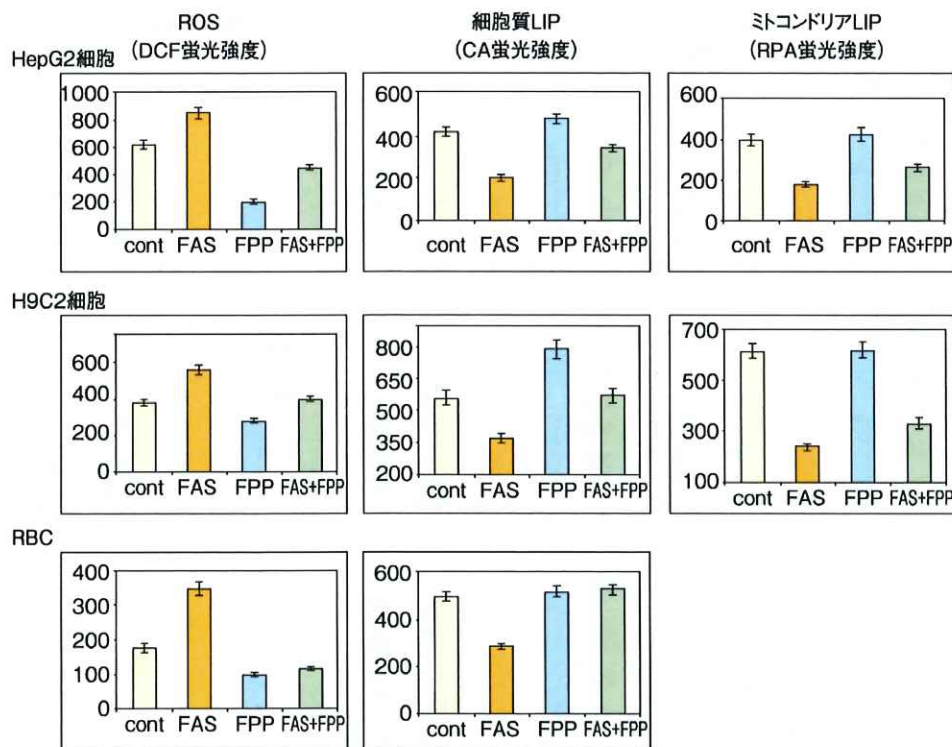 ROS
(DCF蛍光強度)
細胞質LIP
(CA蛍光強度)
ミトコンドリアLIP
(RPA蛍光強度)
HepG2細胞
1000
800
600
400
200
0
cont FAS FPP FAS+FPP
600
400
200
0
cont FAS FPP FAS+FPP
600
400
200
0
cont FAS FPP FAS+FPP
H9C2細胞
600
400
200
0
cont FAS FPP FAS+FPP
800
650
500
350
200
cont FAS FPP FAS+FPP
700
500
300
100
cont FAS FPP FAS+FPP
RBC
400
300
200
100
0
cont FAS FPP FAS+FPP
600
400
200
0
cont FAS FPP FAS+FPP